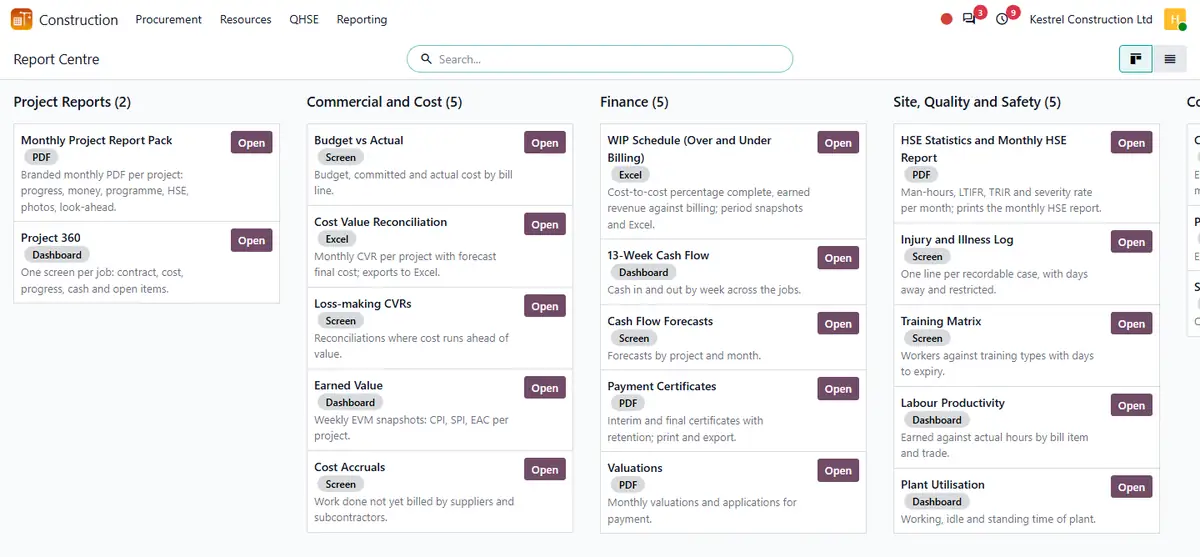 Construction Procurement Resources QHSE Reporting 3 9 Kestrel Construction Ltd H
Report Centre Search...
Project Reports (2)
Monthly Project Report Pack Open
PDF
Branded monthly PDF per project:
progress, money, programme, HSE,
photos, look-ahead.
Project 360 Open
Dashboard
One screen per job: contract, cost,
progress, cash and open items.
Commercial and Cost (5)
Budget vs Actual Open
Screen
Budget, committed and actual cost by bill
line.
Cost Value Reconciliation Open
Excel
Monthly CVR per project with forecast
final cost; exports to Excel.
Loss-making CVRs Open
Screen
Reconciliations where cost runs ahead of
value.
Earned Value Open
Dashboard
Weekly EVM snapshots: CPI, SPI, EAC per
project.
Cost Accruals Open
Screen
Work done not yet billed by suppliers and
subcontractors.
Finance (5)
WIP Schedule (Over and Under Open
Billing)
Excel
Cost-to-cost percentage complete, earned
revenue against billing; period snapshots
and Excel.
13-Week Cash Flow Open
Dashboard
Cash in and out by week across the jobs.
Cash Flow Forecasts Open
Screen
Forecasts by project and month.
Payment Certificates Open
PDF
Interim and final certificates with
retention; print and export.
Valuations Open
PDF
Monthly valuations and applications for
payment.
Site, Quality and Safety (5)
HSE Statistics and Monthly HSE Open
Report
PDF
Man-hours, LTIFR, TRIR and severity rate
per month; prints the monthly HSE report.
Injury and Illness Log Open
Screen
One line per recordable case, with days
away and restricted.
Training Matrix Open
Screen
Workers against training types with days
to expiry.
Labour Productivity Open
Dashboard
Earned against actual hours by bill item
and trade.
Plant Utilisation Open
Dashboard
Working, idle and standing time of plant.